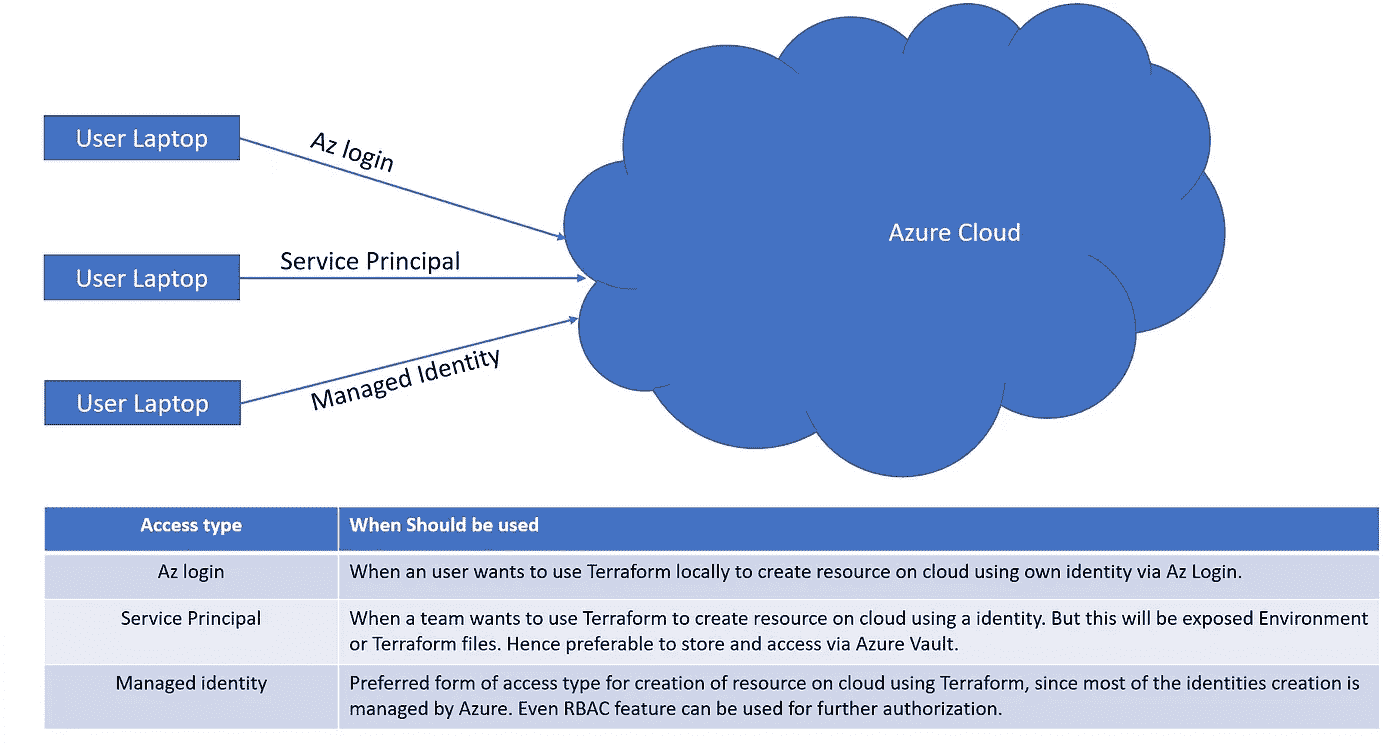 User Laptop
Az login
Azure Cloud
Service Principal
User Laptop
Managed Identity
User Laptop
Access type When Should be used
Az login When an user wants to use Terraform locally to create resource on cloud using own identity via Az Login.
Service Principal When a team wants to use Terraform to create resource on cloud using a identity. But this will be exposed Environment
or Terraform files. Hence preferable to store and access via Azure Vault.
Managed identity Preferred form of access type for creation of resource on cloud using Terraform, since most of the identities creation is
managed by Azure. Even RBAC feature can be used for further authorization.